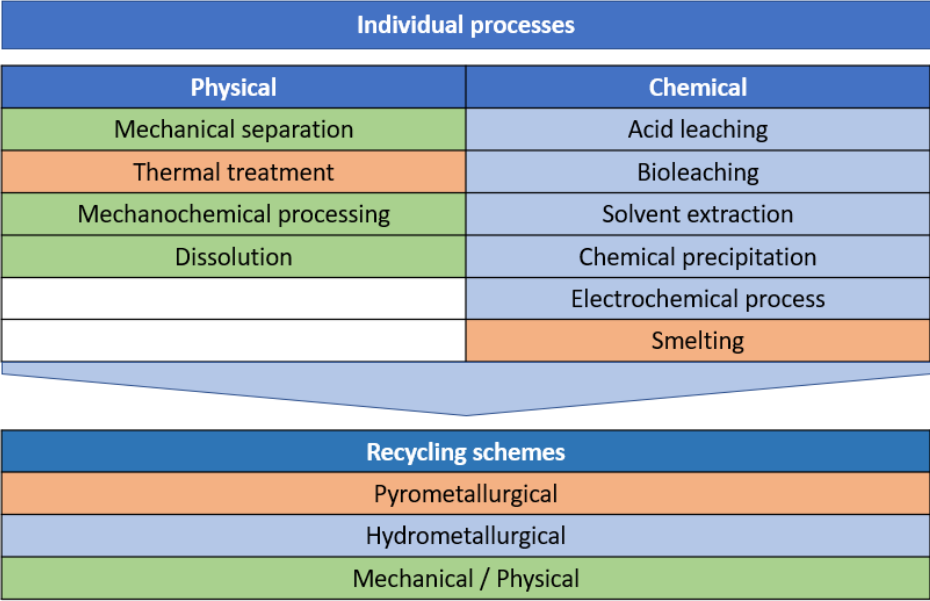 Individual processes
Physical Chemical
Mechanical separation Acid leaching
Thermal treatment Bioleaching
Mechanochemical processing Solvent extraction
Dissolution Chemical precipitation
Electrochemical process
Smelting
Recycling schemes
Pyrometallurgical
Hydrometallurgical
Mechanical / Physical